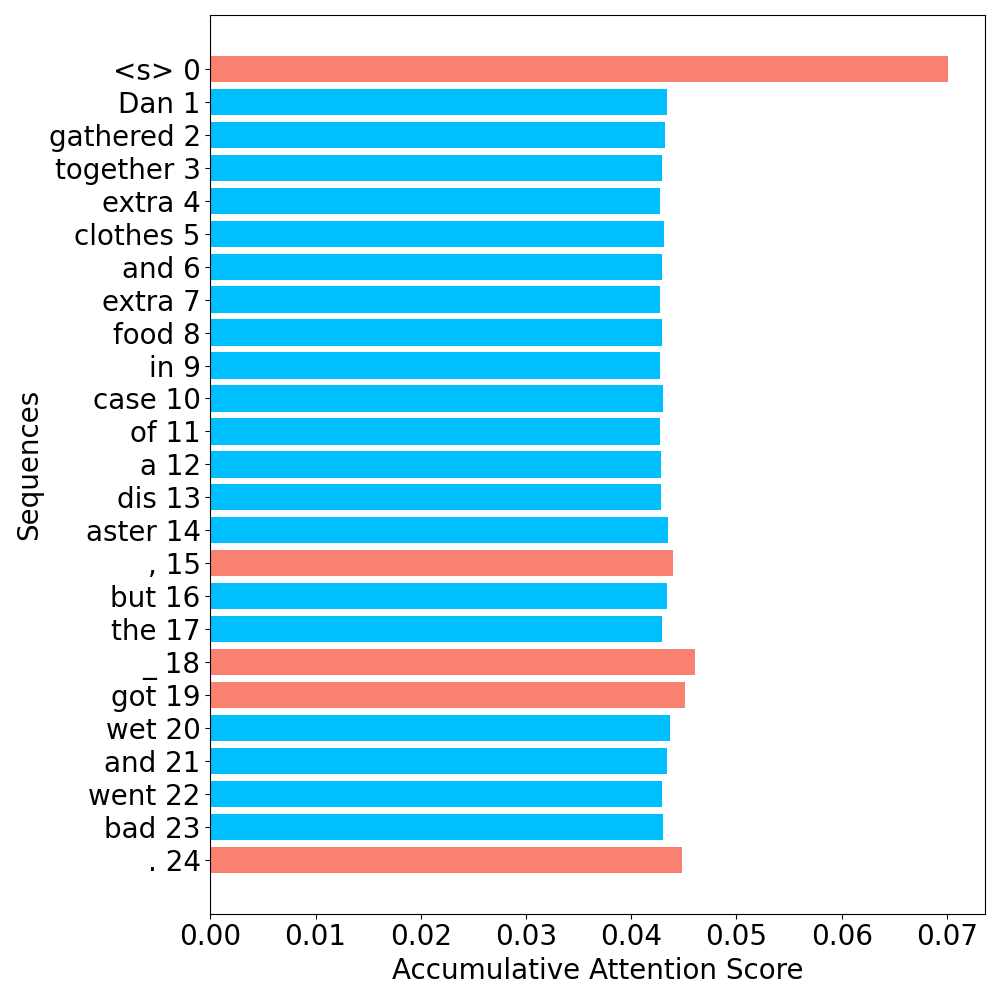 <s> 0
Dan 1
gathered 2
together 3
extra 4
clothes 5
and 6
extra 7
food 8
in 9
case 10
of 11
a 12
dis 13
aster 14
, 15
but 16
the 17
_ 18
got 19
wet 20
and 21
went 22
bad 23
. 24
Sequences
0.00 0.01 0.02 0.03 0.04 0.05 0.06 0.07
Accumulative Attention Score